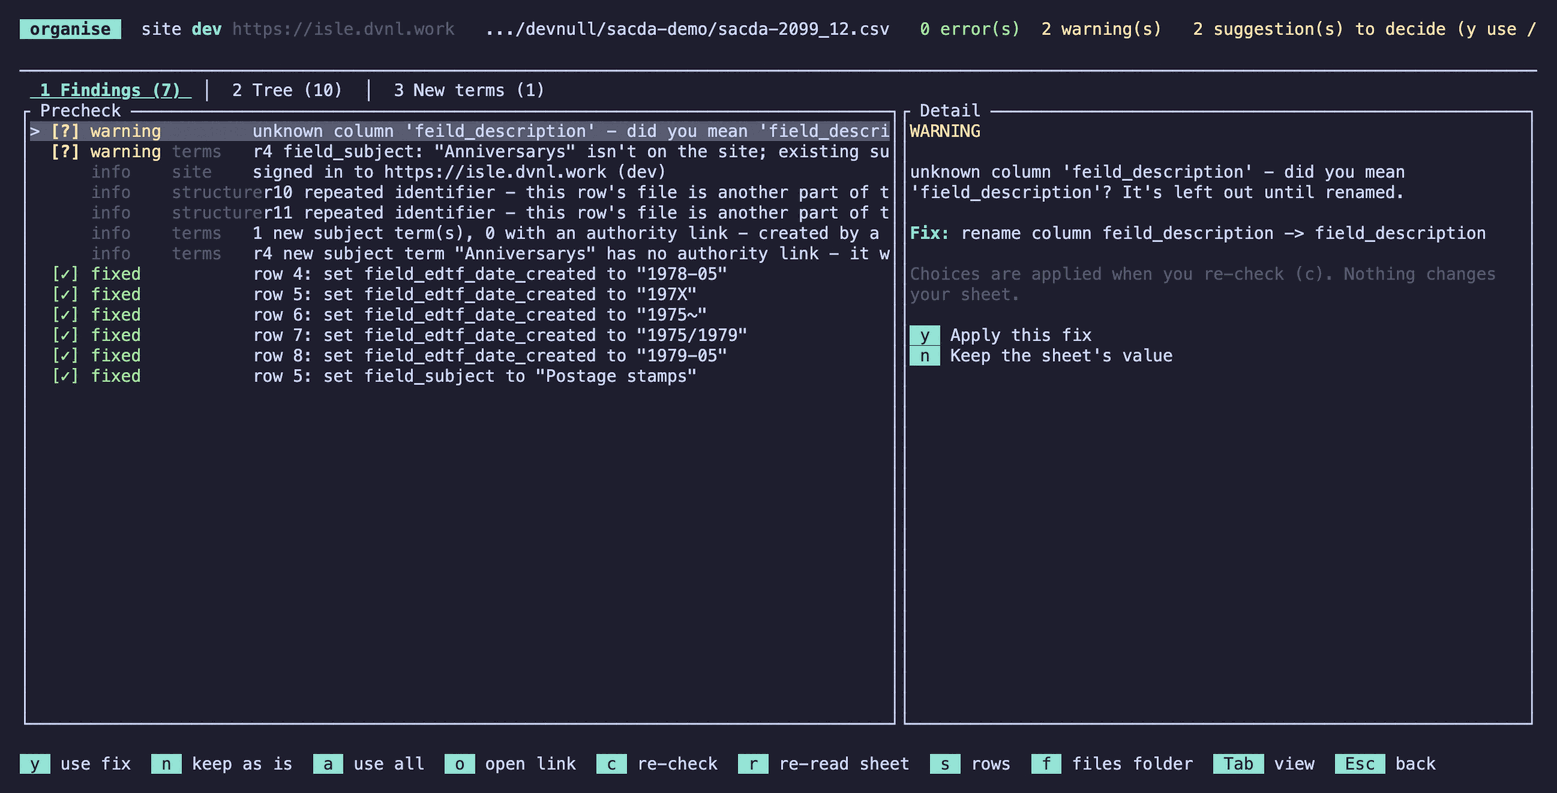 organise site dev https://isle.dvnl.work .../devnull/sacda-demo/sacda-2099_12.csv 0 error(s) 2 warning(s) 2 suggestion(s) to decide (y use /
1 Findings (7) │ 2 Tree (10) │ 3 New terms (1)
Precheck
> [?] warning unknown column 'feild_description' – did you mean 'field_descri
[?] warning terms r4 field_subject: "Anniversarys" isn't on the site; existing su
info site signed in to https://isle.dvnl.work (dev)
info structurer10 repeated identifier – this row's file is another part of t
info structurer11 repeated identifier – this row's file is another part of t
info terms 1 new subject term(s), 0 with an authority link – created by a
info terms r4 new subject term "Anniversarys" has no authority link – it w
[✓] fixed row 4: set field_edtf_date_created to "1978-05"
[✓] fixed row 5: set field_edtf_date_created to "197X"
[✓] fixed row 6: set field_edtf_date_created to "1975~"
[✓] fixed row 7: set field_edtf_date_created to "1975/1979"
[✓] fixed row 8: set field_edtf_date_created to "1979-05"
[✓] fixed row 5: set field_subject to "Postage stamps"
Detail
WARNING
unknown column 'feild_description' – did you mean
'field_description'? It's left out until renamed.
Fix: rename column feild_description –> field_description
Choices are applied when you re-check (c). Nothing changes
your sheet.
y Apply this fix
n Keep the sheet's value
y use fix n keep as is a use all o open link c re-check r re-read sheet s rows f files folder Tab view Esc back